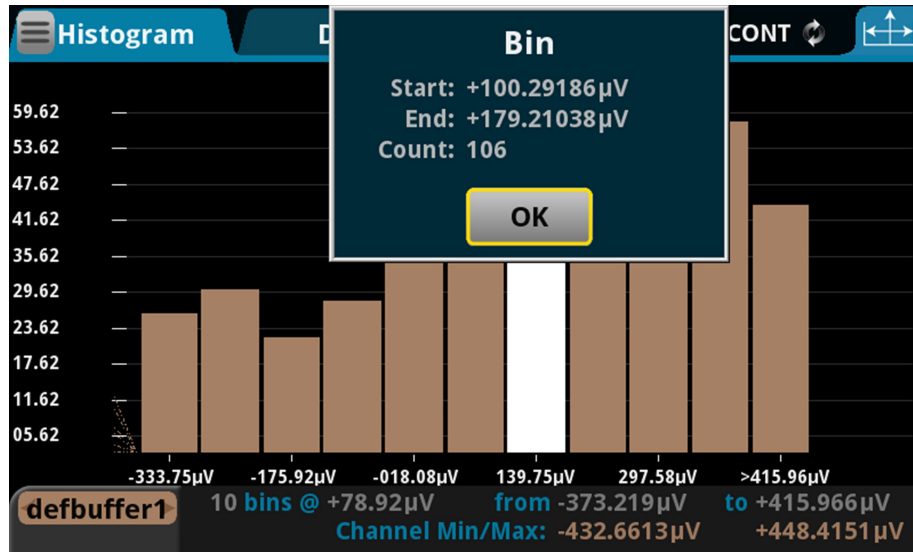 Histogram
CONT
Bin
Start: +100.29186µV
End: +179.21038µV
Count: 106
OK
59.62
53.62
47.62
41.62
35.62
29.62
23.62
17.62
11.62
05.62
-333.75µV -175.92µV -018.08µV 139.75µV 297.58µV >415.96µV
defbuffer1 10 bins @ +78.92µV from -373.219µV to +415.966µV
Channel Min/Max: -432.6613µV +448.4151µV